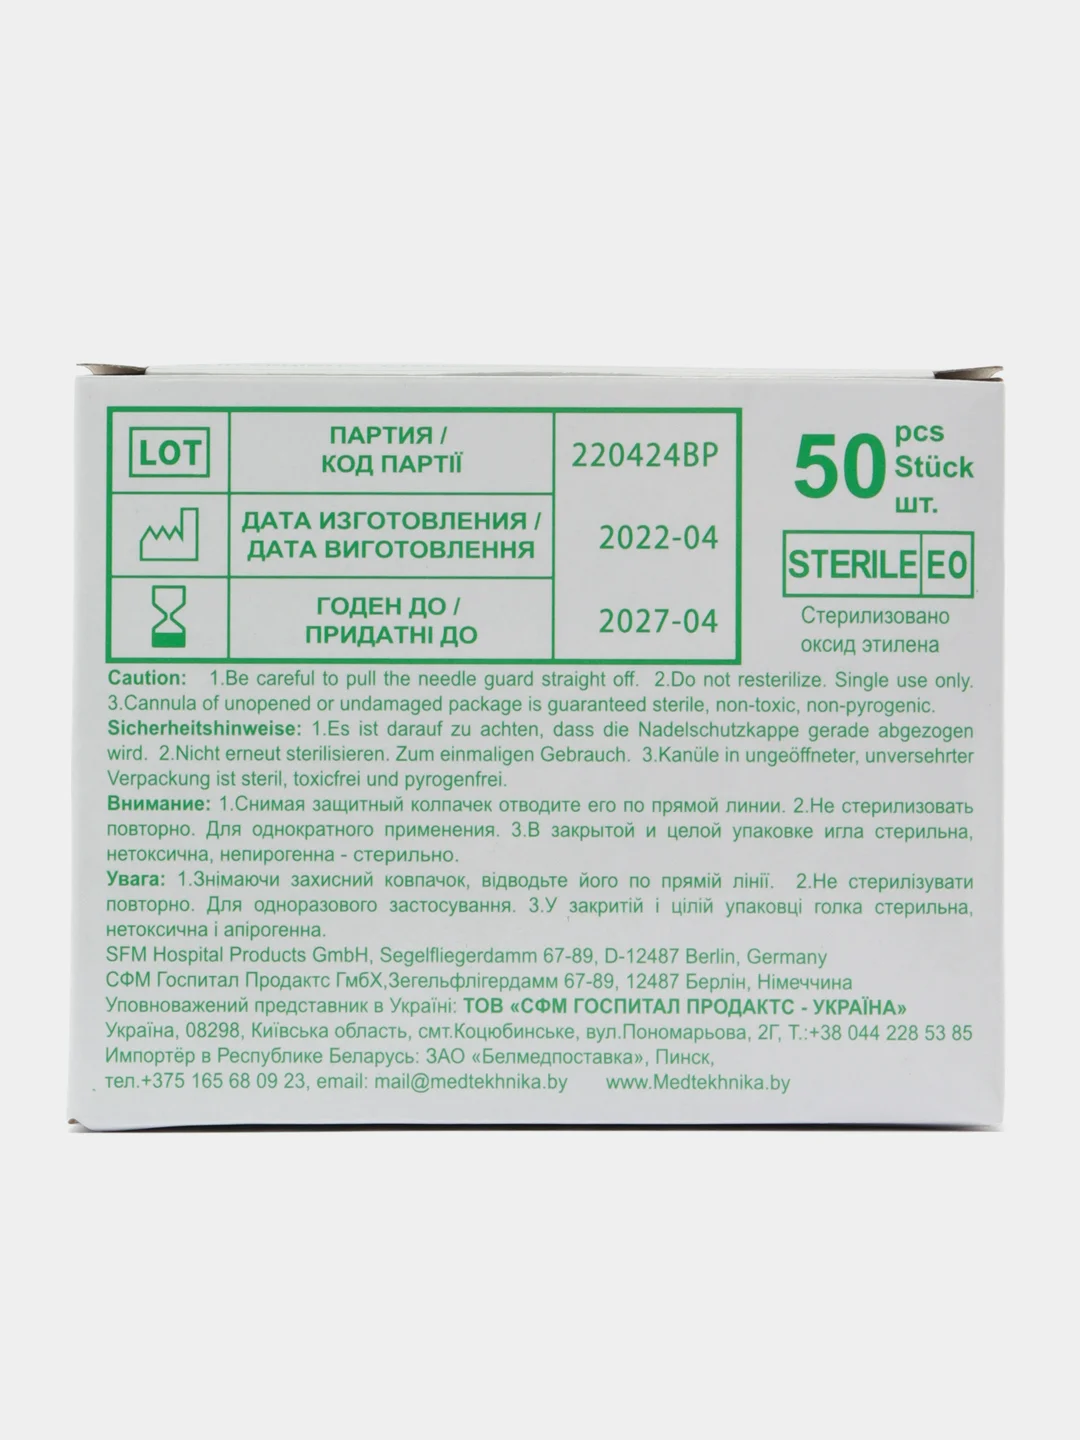 LOT
ПАРТИЯ /
КОД ПАРТІЇ
220424BP
ДАТА ИЗГОТОВЛЕНИЯ /
ДАТА ВИГОТОВЛЕННЯ
2022-04
ГОДЕН ДО /
ПРИДАТНІ ДО
2027-04
50 pcs
Stück
шт.
STERILE EO
Стерилизовано
оксид этилена
Caution: 1.Be careful to pull the needle guard straight off. 2.Do not resterilize. Single use only.
3.Cannula of unopened or undamaged package is guaranteed sterile, non-toxic, non-pyrogenic.
Sicherheitshinweise: 1.Es ist darauf zu achten, dass die Nadelschutzkappe gerade abgezogen
wird. 2.Nicht erneut sterilisieren. Zum einmaligen Gebrauch. 3.Kanüle in ungeöffneter, unversehrter
Verpackung ist steril, toxicfrei und pyrogenfrei.
Внимание: 1.Снимая защитный колпачек отводите его по прямой линии. 2.Не стерилизовать
повторно. Для однократного применения. 3.В закрытой и целой упаковке игла стерильна,
нетоксична, непирогенна - стерильно.
Увага: 1.Знімаючи захисний ковпачок, відводьте його по прямій лінії. 2.Не стерилізувати
повторно. Для одноразового застосування. 3.У закритій і цілій упаковці голка стерильна,
нетоксична і апірогенна.
SFM Hospital Products GmbH, Segelfliegerdamm 67-89, D-12487 Berlin, Germany
СФМ Госпитал Продактс ГмбХ,Зегельфлігердамм 67-89, 12487 Берлін, Німеччина
Уповноважений представник в Україні: ТОВ «СФМ ГОСПІТАЛ ПРОДАКТС - УКРАЇНА»
Україна, 08298, Київська область, смт.Коцюбинське, вул.Пономарьова, 2Г, Т.:+38 044 228 53 85
Импортёр в Республике Беларусь: ЗАО «Белмедпоставка», Пинск,
тел.+375 165 68 09 23, email: mail@medtekhnika.by www.Medtekhnika.by